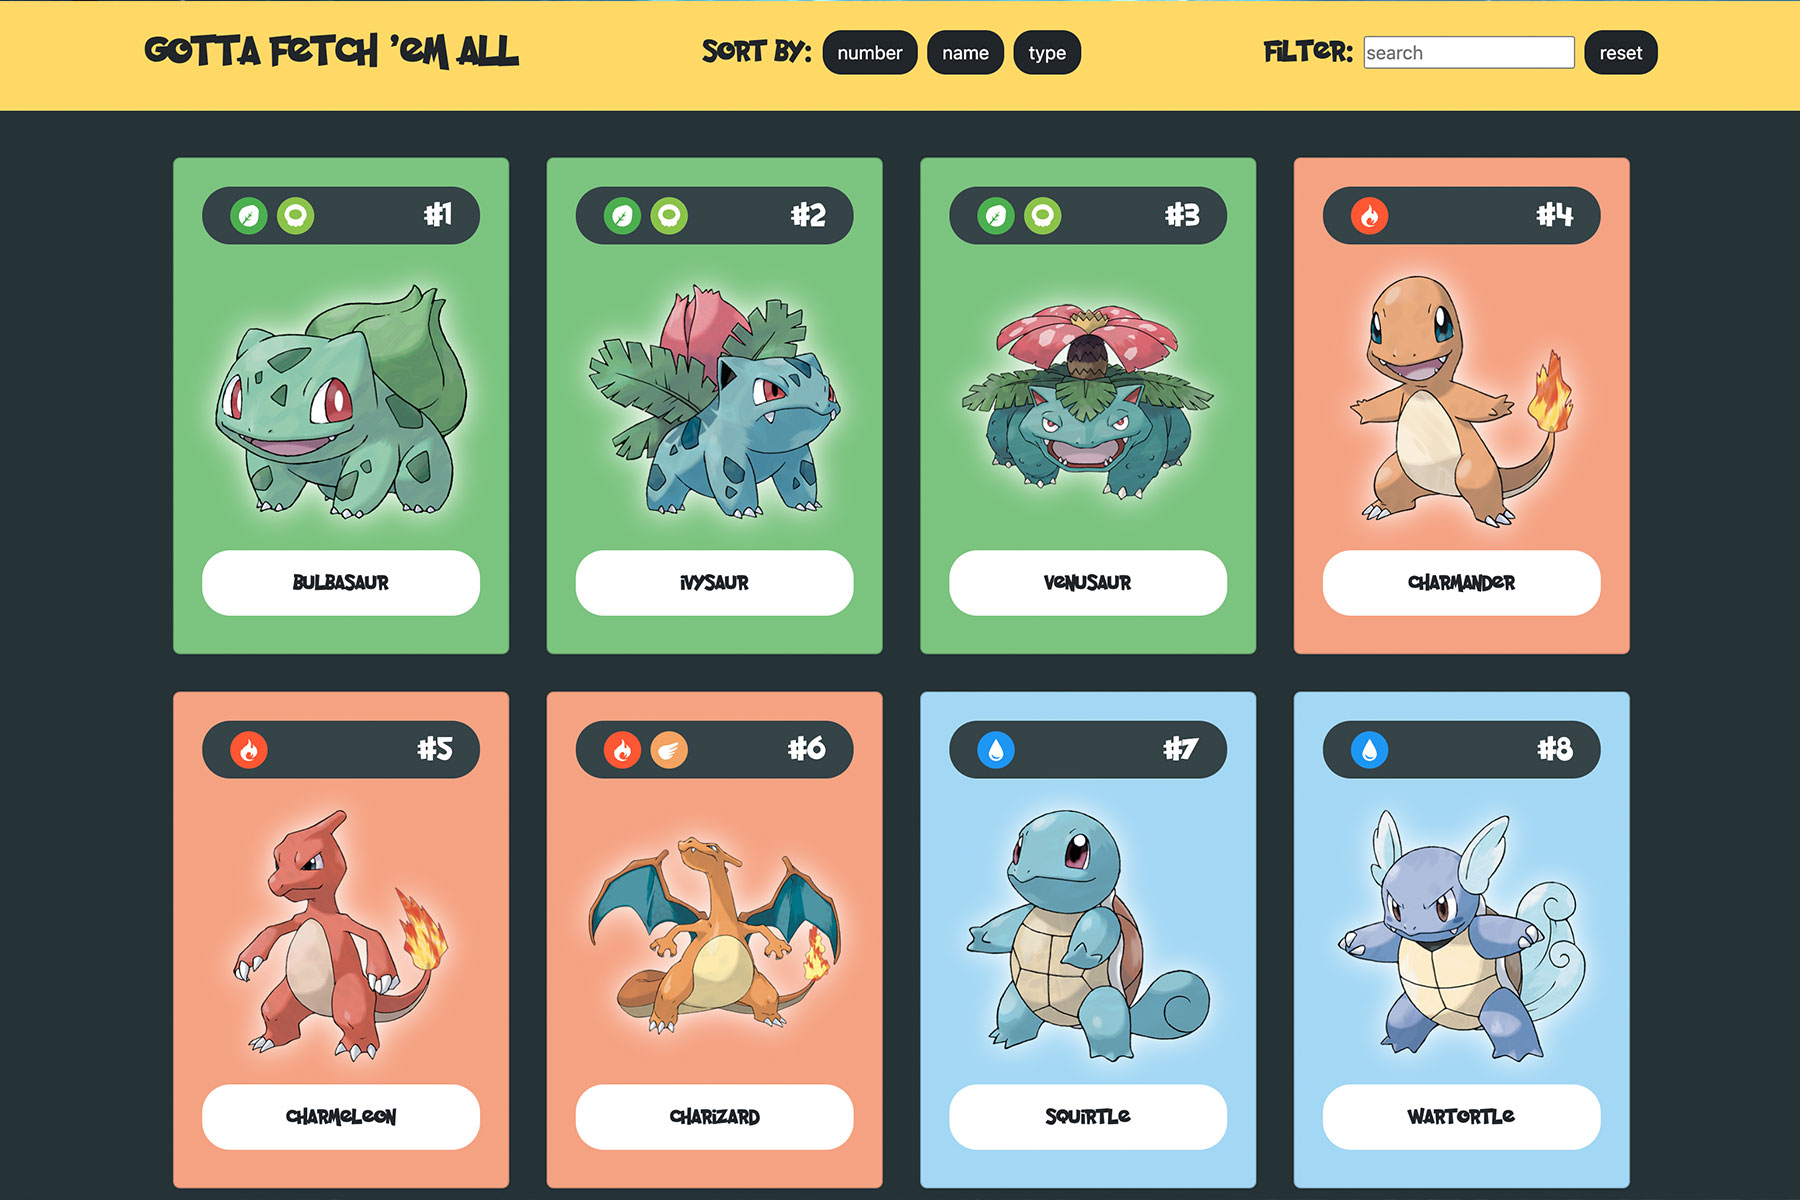 GOTTA FETCH 'EM ALL
SORT BY: number name type
FILTER: search reset
#1
#2
#3
#4
BULBASAUR
IVYSAUR
VENUSAUR
CHARMANDER
#5
#6
#7
#8
CHARMELEON
CHARIZARD
SQUIRTLE
WARTORTLE